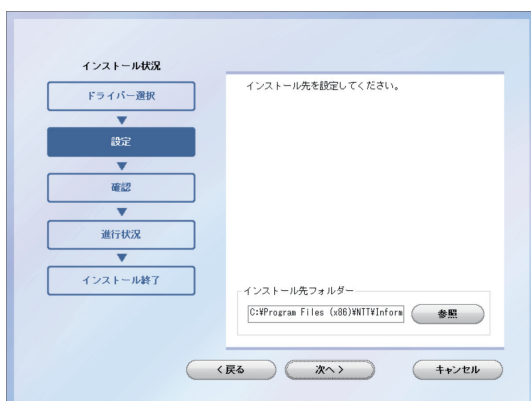 インストール状況
ドライバー選択
設定
確認
進行状況
インストール終了
インストール先を設定してください。
インストール先フォルダー
C:¥Program Files (x86)¥NTT¥Inform
参照
<戻る
次へ>
キャンセル